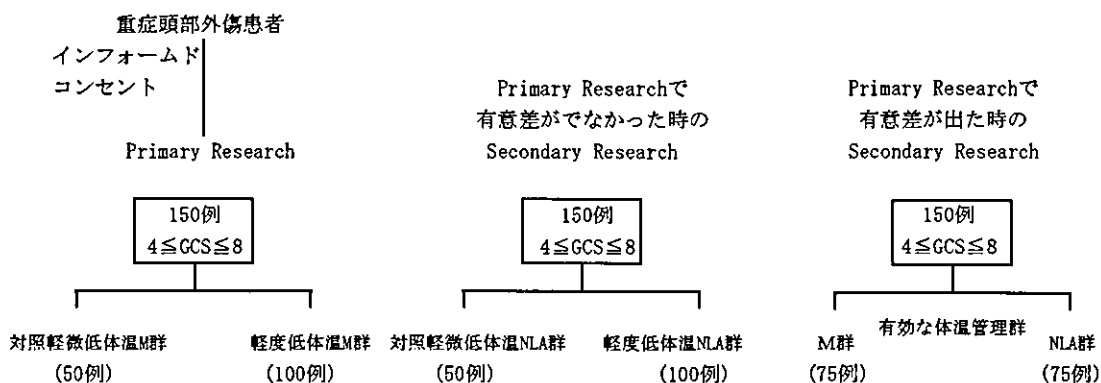 重症頭部外傷患者
インフォームド
コンセント
Primary Research
150例
4≦GCS≦8
対照軽微低体温M群
(50例)
軽度低体温M群
(100例)
Primary Researchで
有意差がでなかった時の
Secondary Research
150例
4≦GCS≦8
対照軽微低体温NLA群
(50例)
軽度低体温NLA群
(100例)
Primary Researchで
有意差が出た時の
Secondary Research
150例
4≦GCS≦8
有効な体温管理群
M群
(75例)
NLA群
(75例)